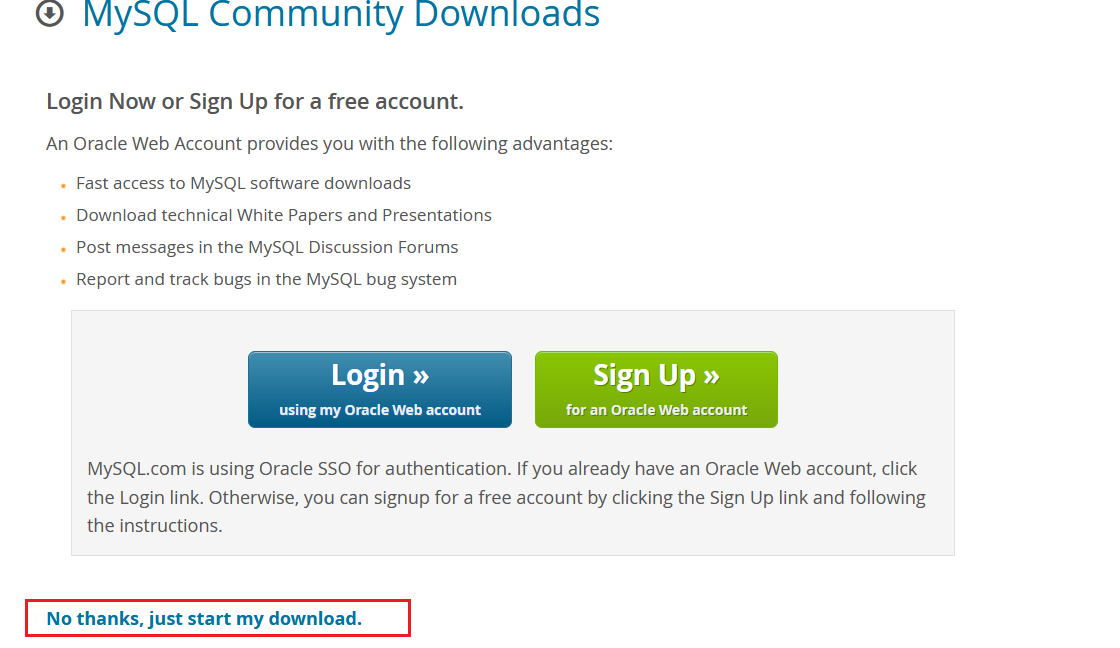 MySQL Community Downloads
Login Now or Sign Up for a free account.
An Oracle Web Account provides you with the following advantages:
Fast access to MySQL software downloads
Download technical White Papers and Presentations
Post messages in the MySQL Discussion Forums
Report and track bugs in the MySQL bug system
Login »
using my Oracle Web account
Sign Up »
for an Oracle Web account
MySQL.com is using Oracle SSO for authentication. If you already have an Oracle Web account, click
the Login link. Otherwise, you can signup for a free account by clicking the Sign Up link and following
the instructions.
No thanks, just start my download.